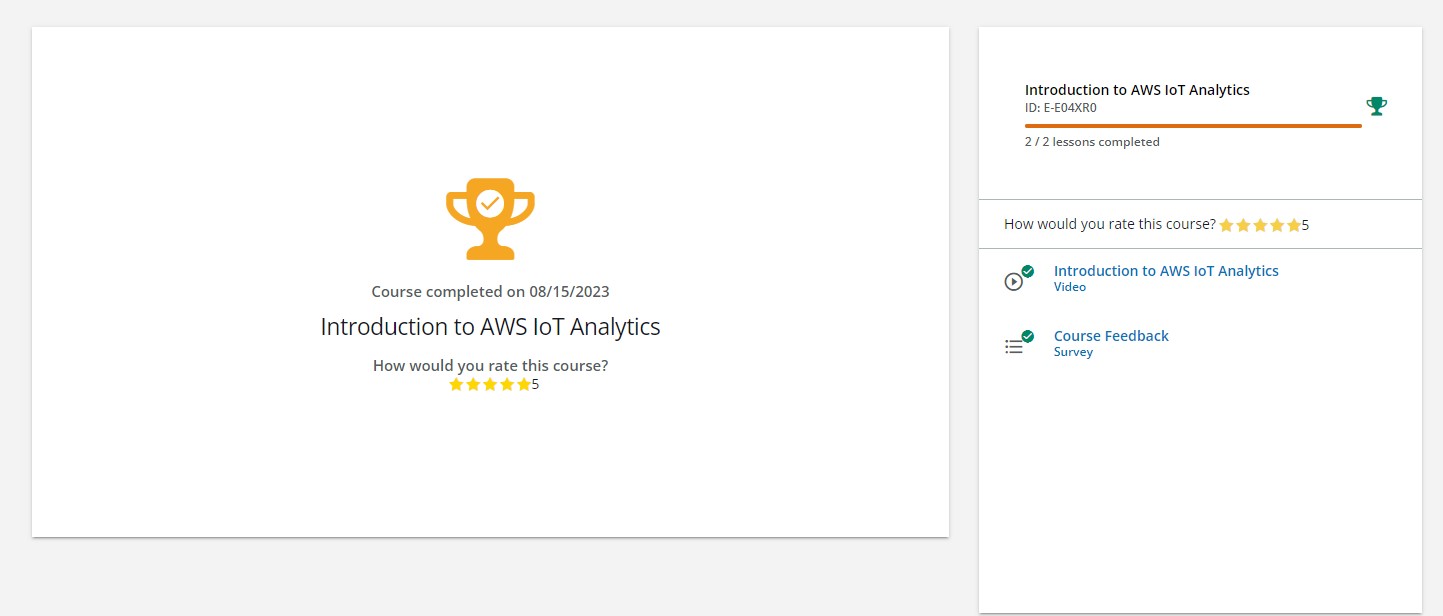 Course completed on 08/15/2023
Introduction to AWS IoT Analytics
How would you rate this course?
5
Introduction to AWS IoT Analytics
ID: E-E04XR0
2 / 2 lessons completed
How would you rate this course? 5
Introduction to AWS IoT Analytics
Video
Course Feedback
Survey